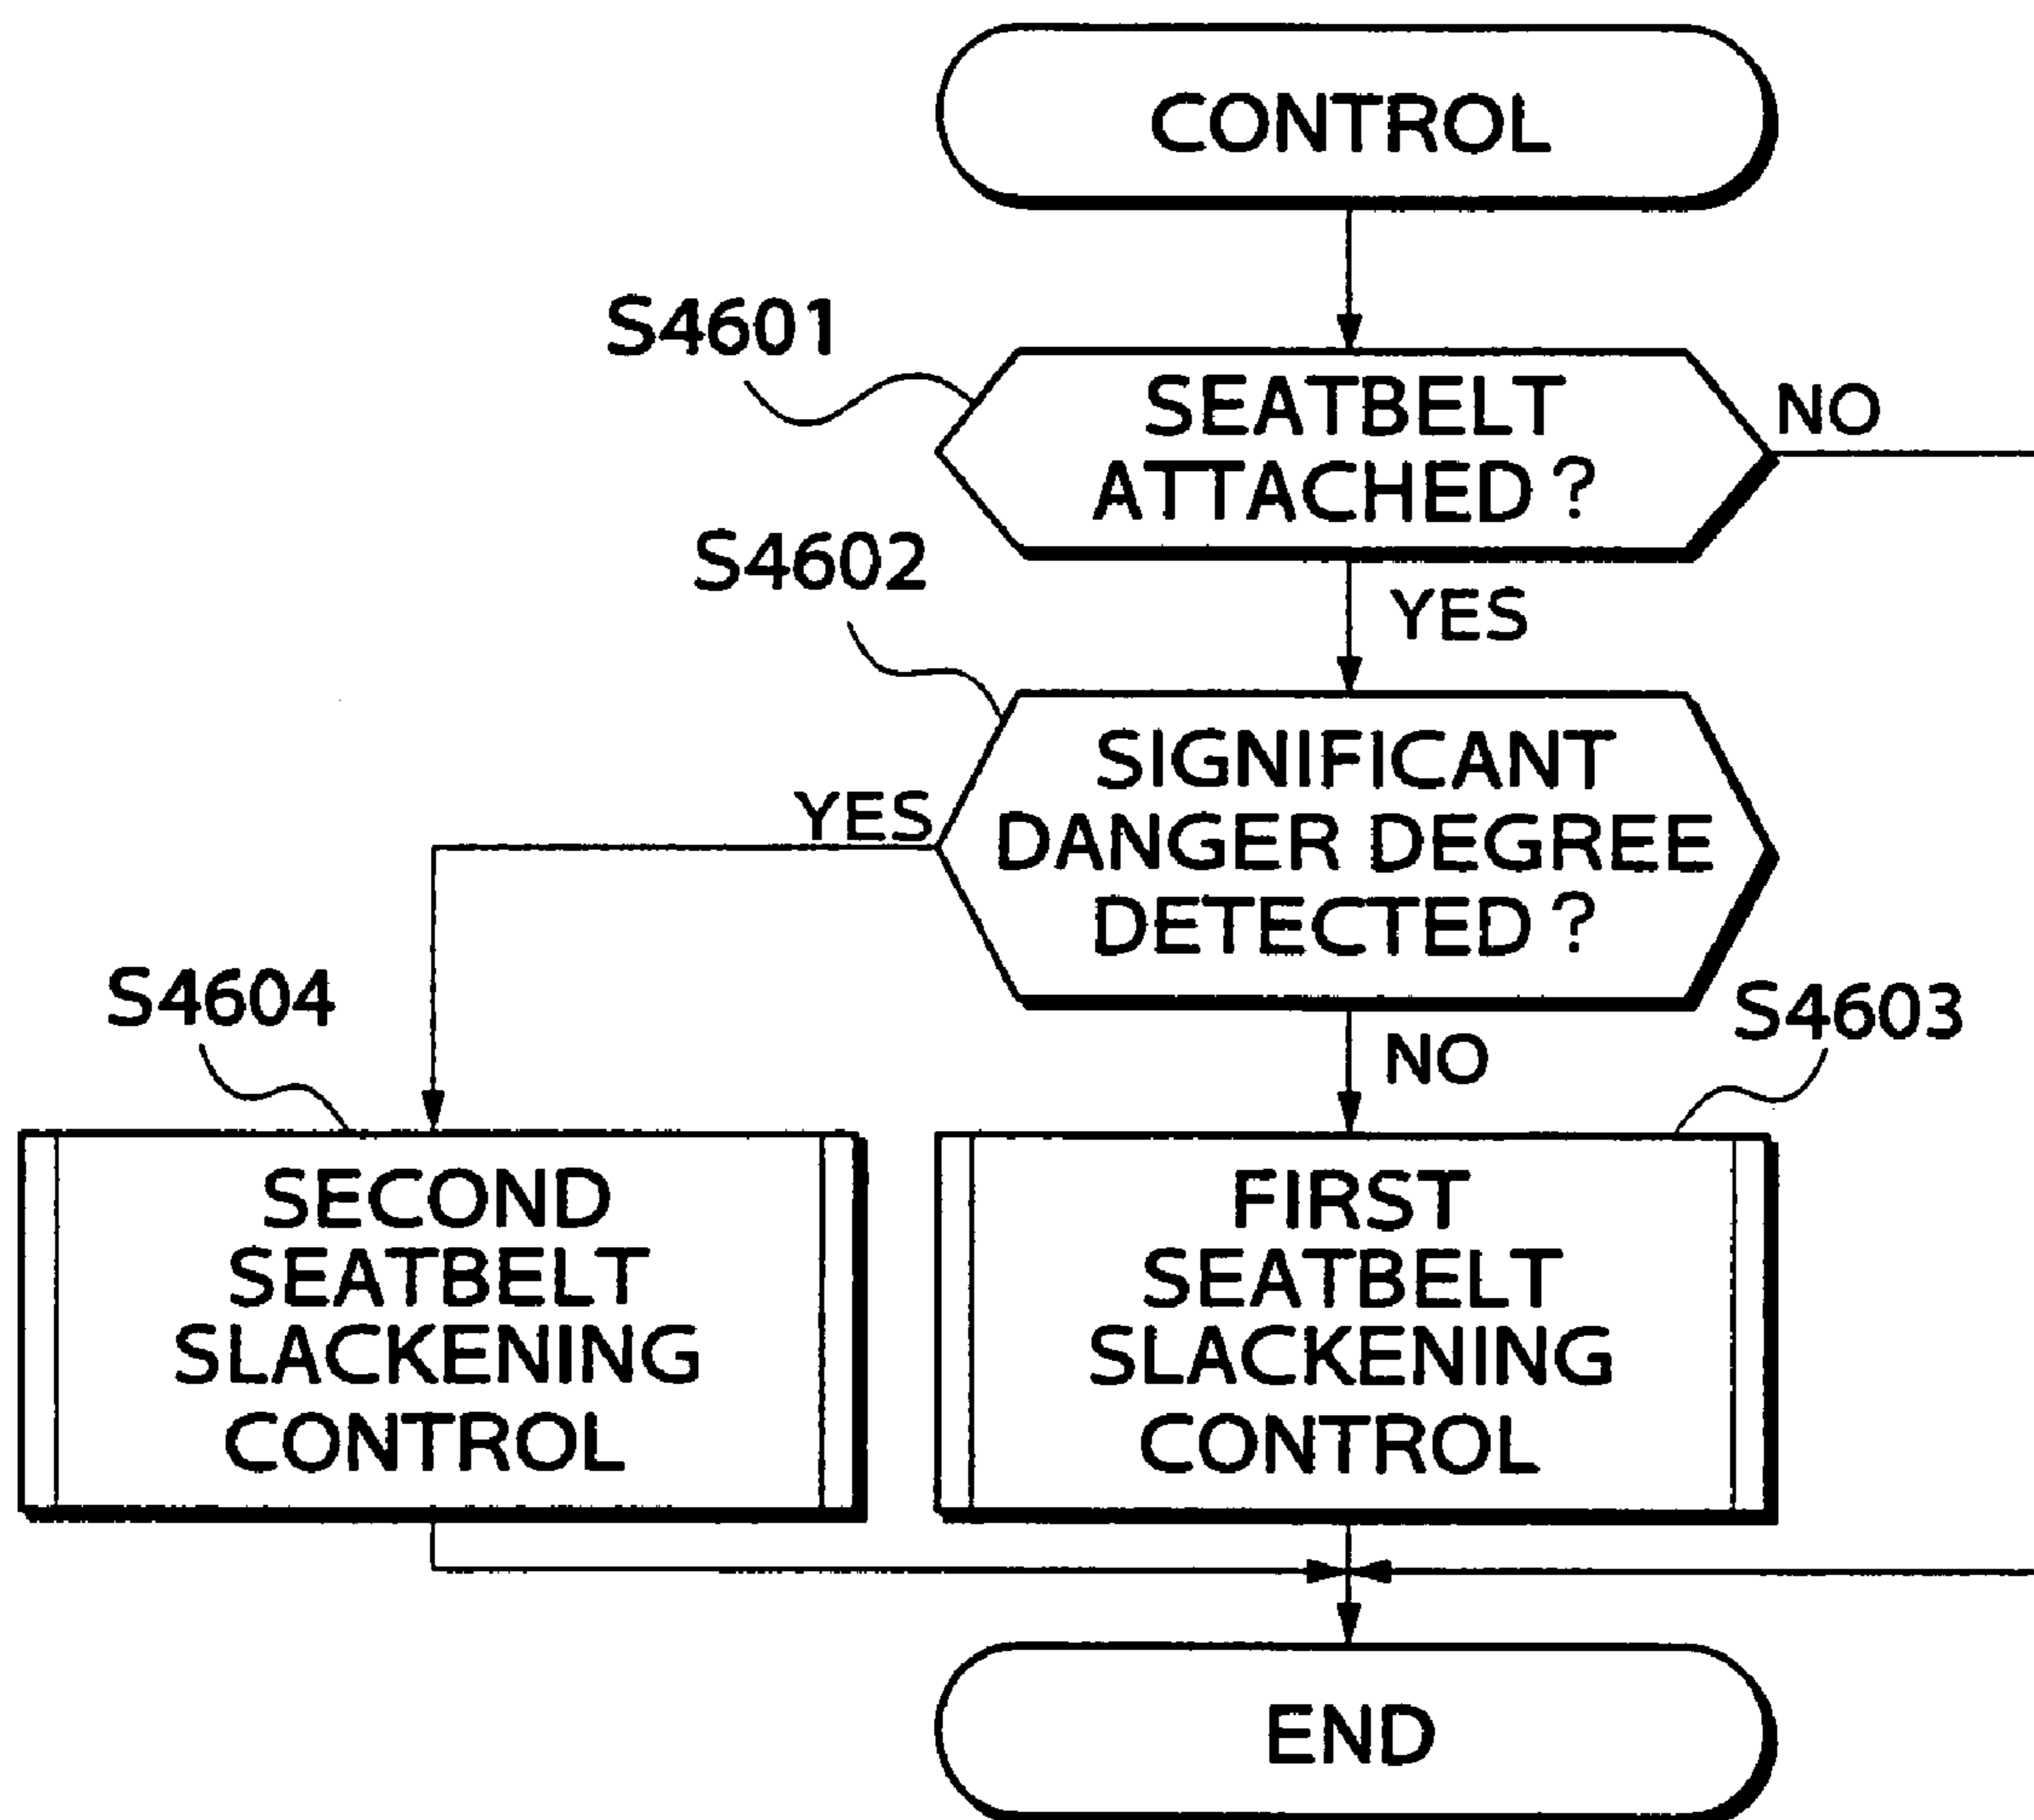 CONTROL
S4601
SEATBELT
ATTACHED ?
NO
YES
S4602
SIGNIFICANT
DANGER DEGREE
DETECTED ?
YES
NO
S4604
S4603
SECOND
SEATBELT
SLACKENING
CONTROL
FIRST
SEATBELT
SLACKENING
CONTROL
END